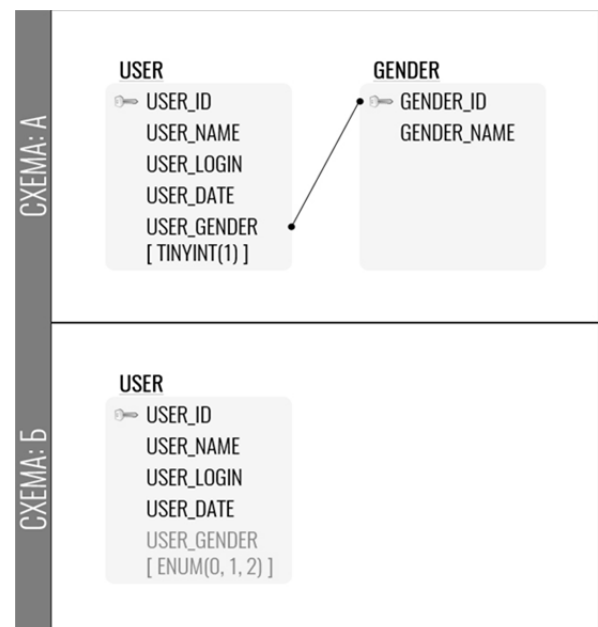 СХЕМА: А
USER
USER_ID
USER_NAME
USER_LOGIN
USER_DATE
USER_GENDER
[ TINYINT(1) ]
GENDER
GENDER_ID
GENDER_NAME
СХЕМА: Б
USER
USER_ID
USER_NAME
USER_LOGIN
USER_DATE
USER_GENDER
[ ENUM(0, 1, 2) ]